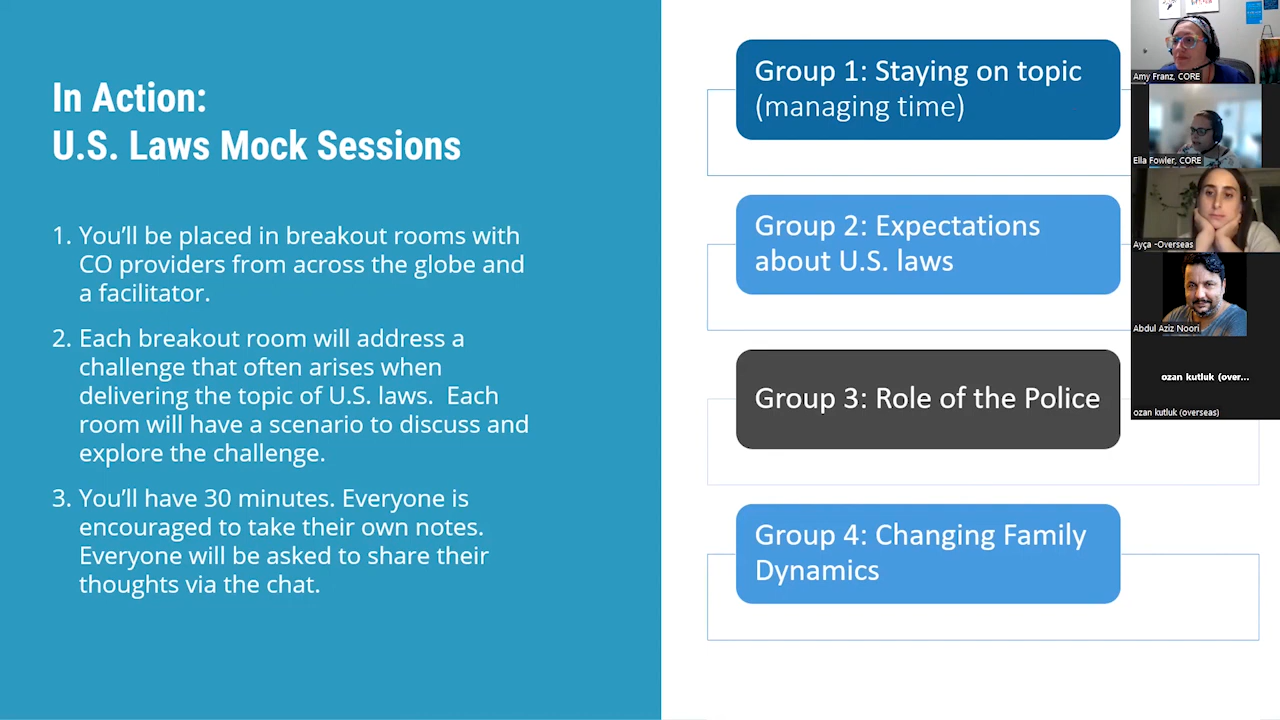 In Action:
U.S. Laws Mock Sessions
1. You’ll be placed in breakout rooms with
CO providers from across the globe and
a facilitator.
2. Each breakout room will address a
challenge that often arises when
delivering the topic of U.S. laws.  Each
room will have a scenario to discuss and
explore the challenge.
3. You’ll have 30 minutes. Everyone is
encouraged to take their own notes.
Everyone will be asked to share their
thoughts via the chat.
Group 1: Staying on topic
(managing time)
Group 2: Expectations
about U.S. laws
Group 3: Role of the Police
Group 4: Changing Family
Dynamics
Amy Franz, CORE
Ella Fowler, CORE
Ayça -Overseas
Abdul Aziz Noori
ozan kutluk (over...
ozan kutluk (overseas)